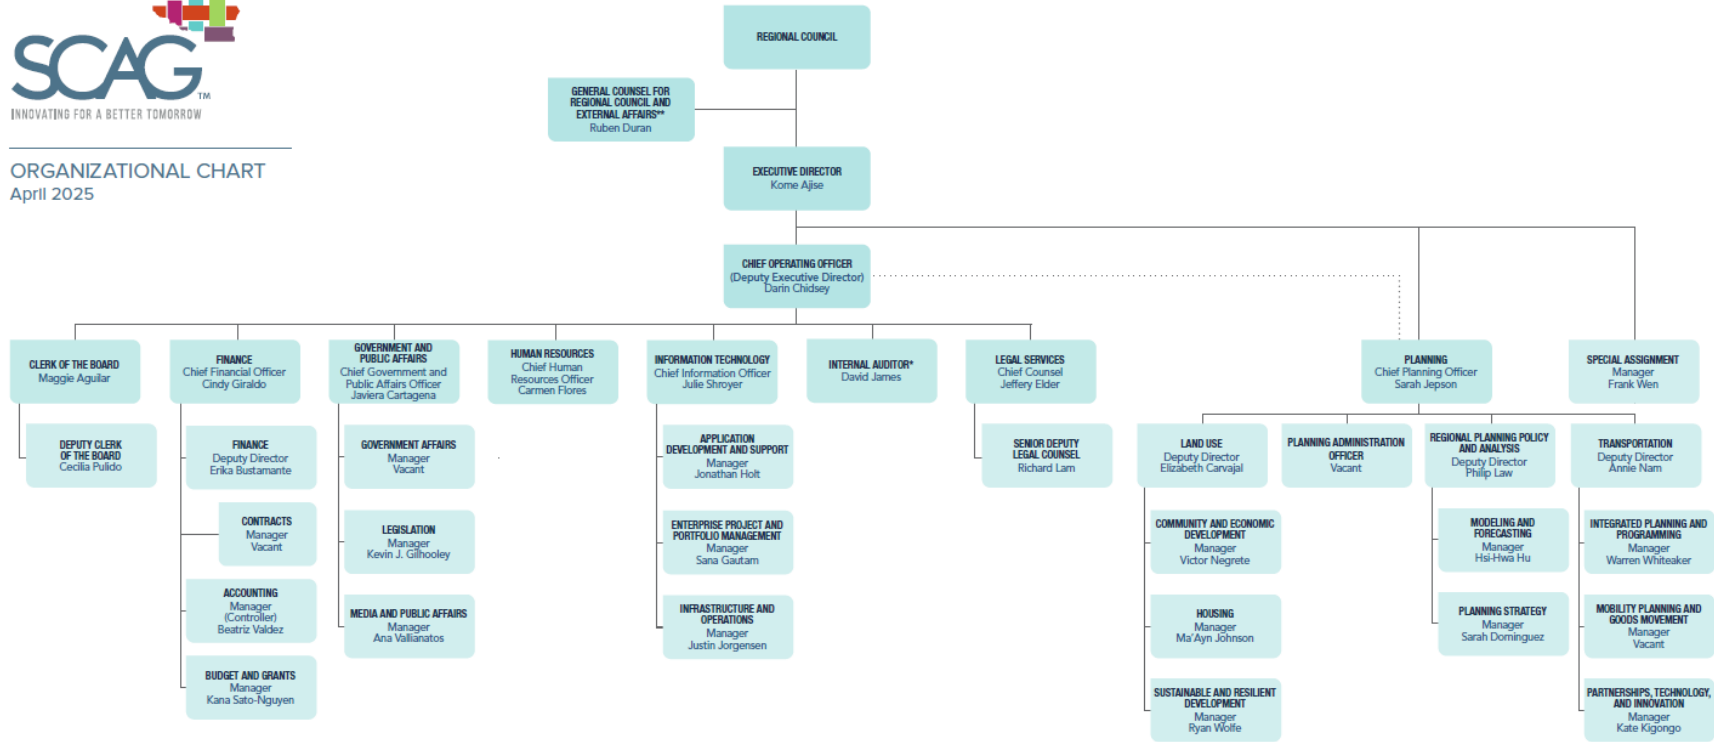 SCAG™
INNOVATING FOR A BETTER TOMORROW
ORGANIZATIONAL CHART
April 2025
REGIONAL COUNCIL
GENERAL COUNSEL FOR
REGIONAL COUNCIL AND
EXTERNAL AFFAIRS**
Ruben Duran
EXECUTIVE DIRECTOR
Kome Ajise
CHIEF OPERATING OFFICER
(Deputy Executive Director)
Darin Chidsey
CLERK OF THE BOARD
Maggie Aguilar
DEPUTY CLERK
OF THE BOARD
Cecilia Pulido
FINANCE
Chief Financial Officer
Cindy Giraldo
FINANCE
Deputy Director
Erika Bustamante
CONTRACTS
Manager
Vacant
ACCOUNTING
Manager
(Controller)
Beatriz Valdez
BUDGET AND GRANTS
Manager
Kana Sato-Nguyen
GOVERNMENT AND
PUBLIC AFFAIRS
Chief Government and
Public Affairs Officer
Javiera Cartagena
GOVERNMENT AFFAIRS
Manager
Vacant
LEGISLATION
Manager
Kevin J. Gilhooley
MEDIA AND PUBLIC AFFAIRS
Manager
Ana Vallianatos
HUMAN RESOURCES
Chief Human
Resources Officer
Carmen Flores
INFORMATION TECHNOLOGY
Chief Information Officer
Julie Shroyer
APPLICATION
DEVELOPMENT AND SUPPORT
Manager
Jonathan Holt
ENTERPRISE PROJECT AND
PORTFOLIO MANAGEMENT
Manager
Sana Gautam
INFRASTRUCTURE AND
OPERATIONS
Manager
Justin Jorgensen
INTERNAL AUDITOR*
David James
LEGAL SERVICES
Chief Counsel
Jeffery Elder
SENIOR DEPUTY
LEGAL COUNSEL
Richard Lam
PLANNING
Chief Planning Officer
Sarah Jepson
LAND USE
Deputy Director
Elizabeth Carvajal
COMMUNITY AND ECONOMIC
DEVELOPMENT
Manager
Victor Negrete
HOUSING
Manager
Ma'Ayn Johnson
SUSTAINABLE AND RESILIENT
DEVELOPMENT
Manager
Ryan Wolfe
PLANNING ADMINISTRATION
OFFICER
Vacant
REGIONAL PLANNING POLICY
AND ANALYSIS
Deputy Director
Philip Law
MODELING AND
FORECASTING
Manager
Hsi-Hwa Hu
PLANNING STRATEGY
Manager
Sarah Dominguez
TRANSPORTATION
Deputy Director
Annie Nam
INTEGRATED PLANNING AND
PROGRAMMING
Manager
Warren Whiteaker
MOBILITY PLANNING AND
GOODS MOVEMENT
Manager
Vacant
PARTNERSHIPS, TECHNOLOGY,
AND INNOVATION
Manager
Kate Kigongo
SPECIAL ASSIGNMENT
Manager
Frank Wen